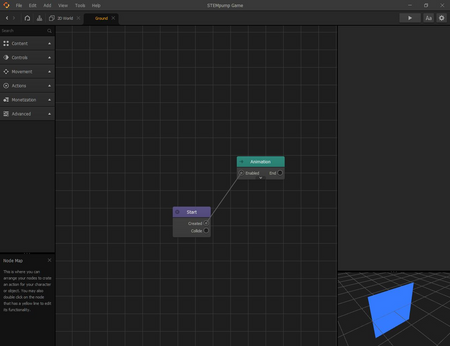 File Edit Add View Tools Help
STEMpump Game
2D World Ground
Aa
Search
Content
Controls
Movement
Actions
Monetisation
Advanced
Animation
Enabled End
Start
Created
Collide
Node Map
This is where you can
arrange your nodes to create
an action for your character
or object. You may also
double click on the node
that has a yellow line to edit
its functionality.